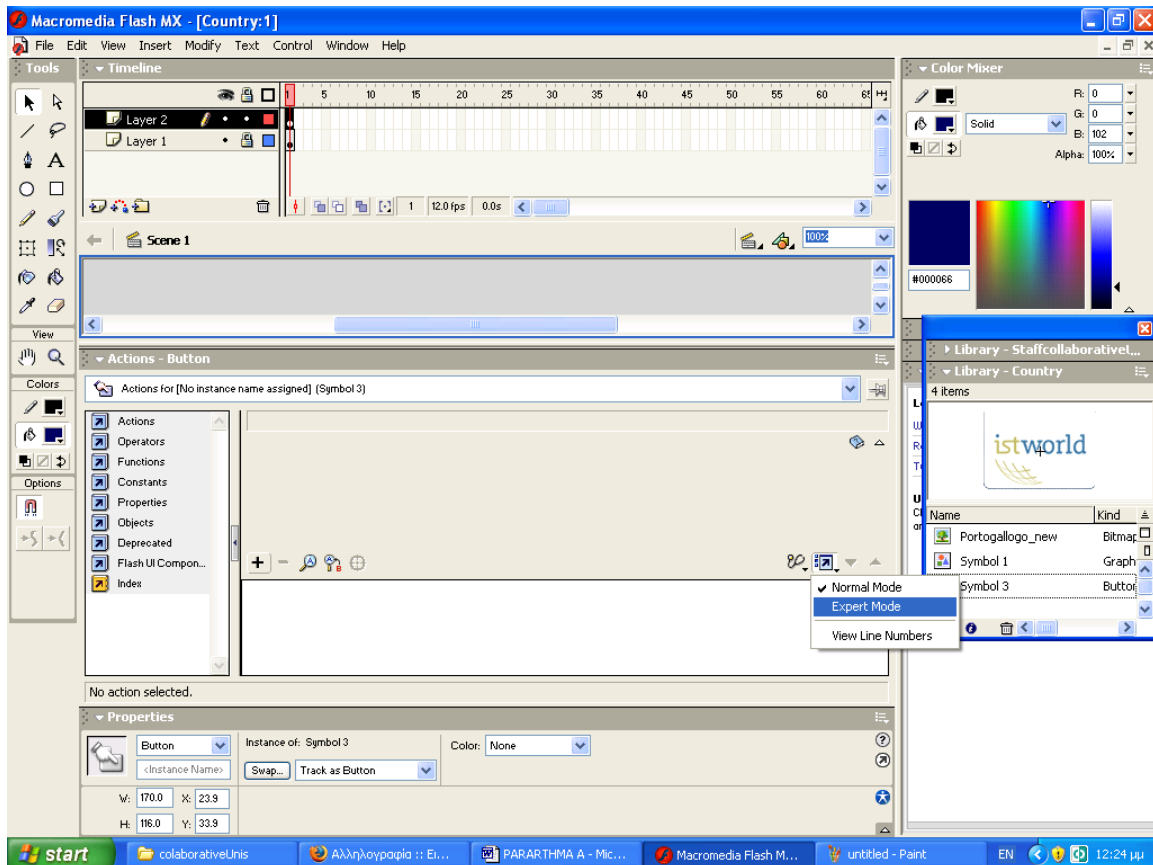 Macromedia Flash MX - [Country:1]
File Edit View Insert Modify Text Control Window Help
Tools
Timeline
1 5 10 15 20 25 30 35 40 45 50 55 60 65
Layer 2
Layer 1
1 12.0 fps 0.0s
Scene 1
100%
View
Colors
Options
Actions - Button
Actions for [No instance name assigned] (Symbol 3)
Actions
Operators
Functions
Constants
Properties
Objects
Deprecated
Flash UI Compon...
Index
Normal Mode
Expert Mode
View Line Numbers
No action selected.
Properties
Button
Instance of: Symbol 3
Color: None
<Instance Name>
Swap...
Track as Button
W: 170.0 X: 23.9
H: 116.0 Y: 33.9
Color Mixer
R: 0
G: 0
Solid
B: 102
Alpha: 100%
#000066
Library - Staffcollaborativel...
Library - Country
4 items
istworld
Name Kind
Portogallogo_new Bitmap
Symbol 1 Graph
Symbol 3 Button
start
colaborativeUnis
Αλληλογραφία :: Ει...
PARARTHMA A - Mic...
Macromedia Flash M...
untitled - Paint
EN
12:24 μμ